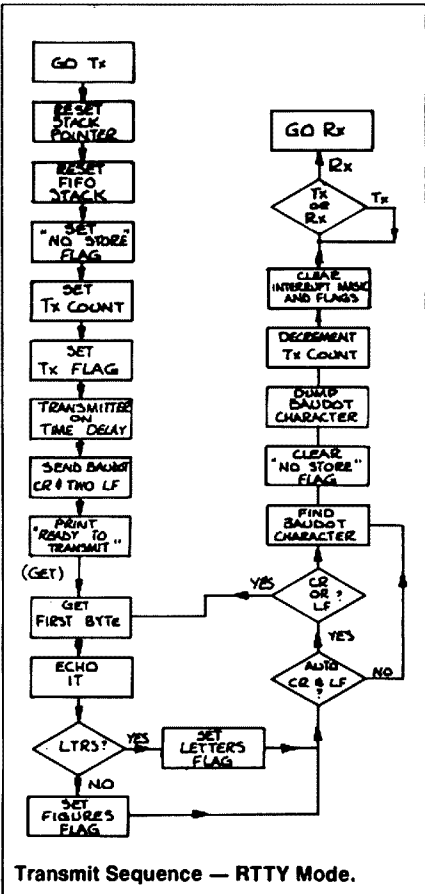 GO Tx
RESET
STACK
POINTER
RESET
FIFO
STACK
SET
"NO STORE"
FLAG
SET
Tx COUNT
SET
Tx FLAG
TRANSMITTER
ON
TIME DELAY
SEND BAUDOT
CR & TWO LF
PRINT
"READY TO
TRANSMIT"
(GET)
GET
FIRST BYTE
ECHO
IT
LTRS?
YES
SET
LETTERS
FLAG
NO
SET
FIGURES
FLAG
AUTO
CR & LF
?
NO
YES
CR
OR ?
LF
YES
FIND
BAUDOT
CHARACTER
CLEAR
"NO STORE"
FLAG
DUMP
BAUDOT
CHARACTER
DECREMENT
Tx COUNT
CLEAR
INTERRUPT MASK
AND FLAGS
Tx
OR
Rx
Tx
Rx
GO Rx
Transmit Sequence — RTTY Mode.